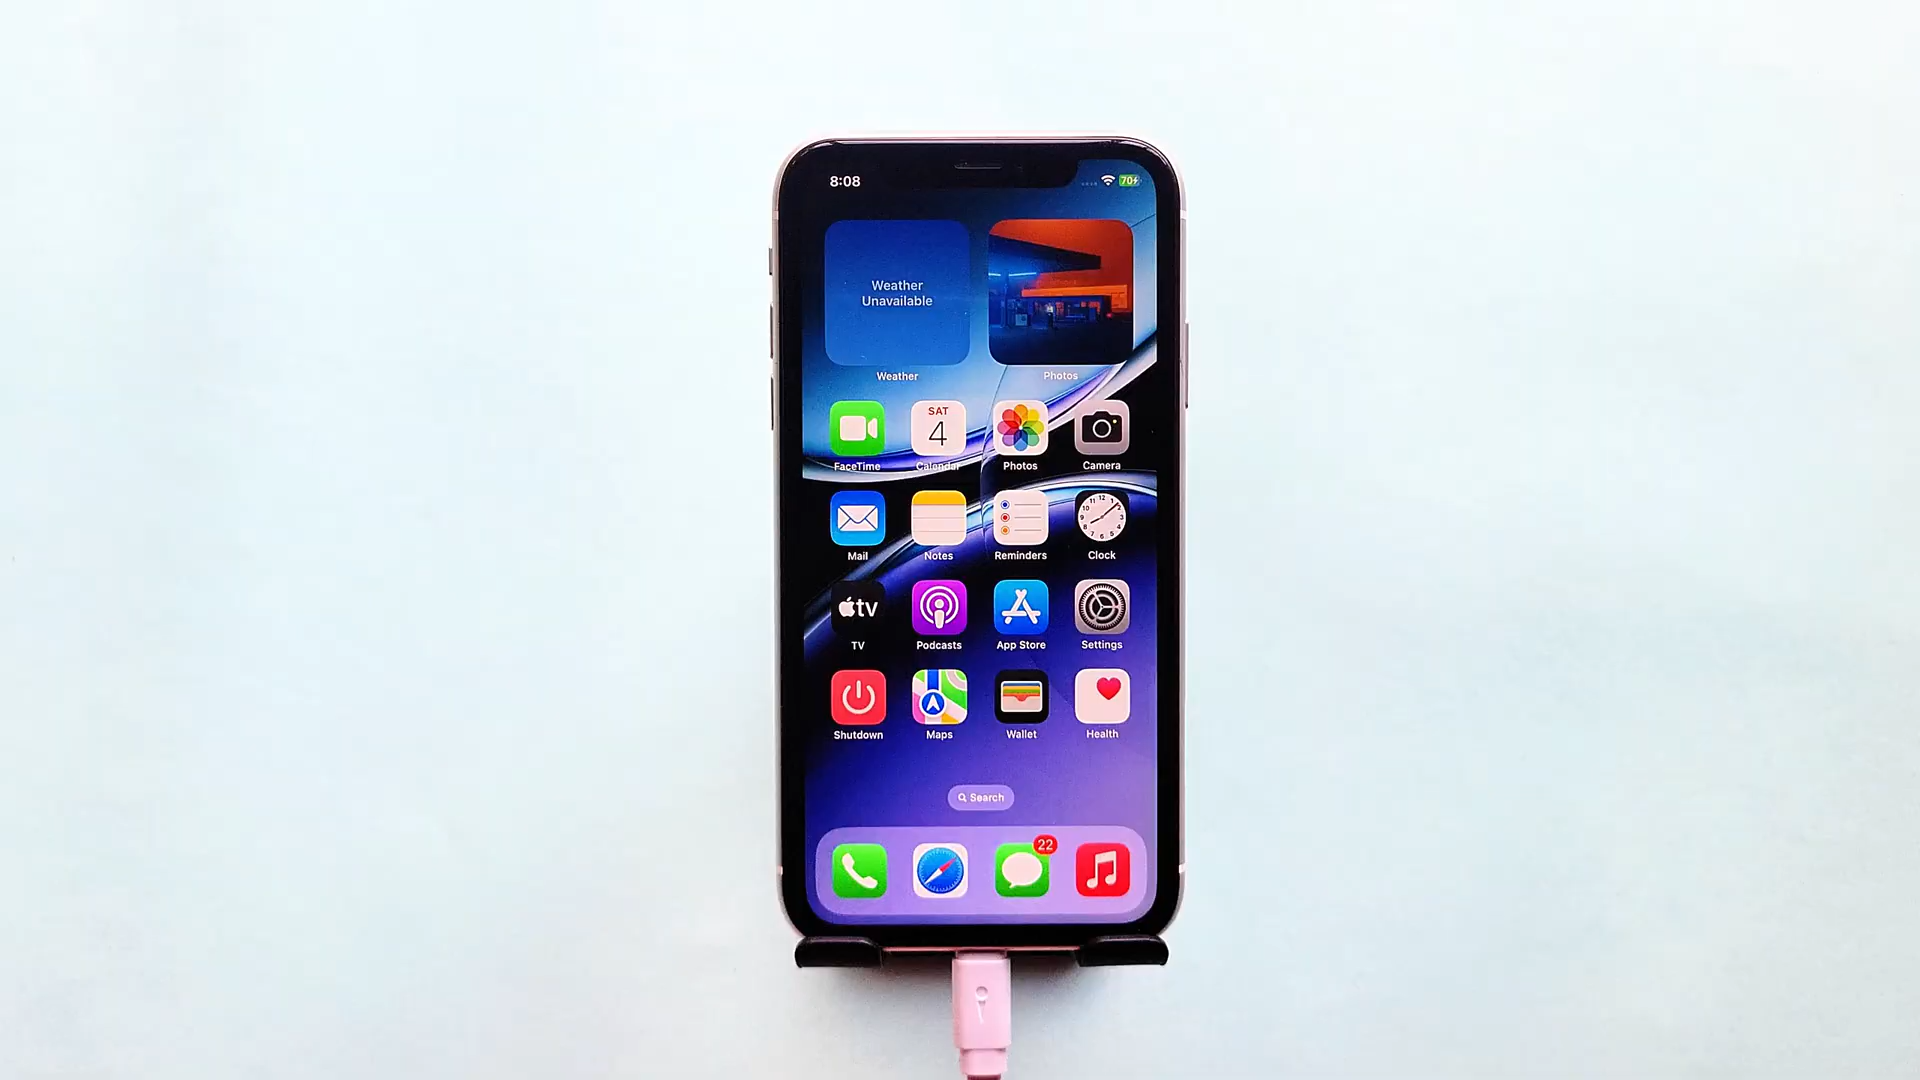 8:08
70
Weather
Unavailable
Weather
Photos
FaceTime
SAT
4
Calendar
Photos
Camera
Mail
Notes
Reminders
Clock
tv
TV
Podcasts
App Store
Settings
Shutdown
Maps
Wallet
Health
Search
22